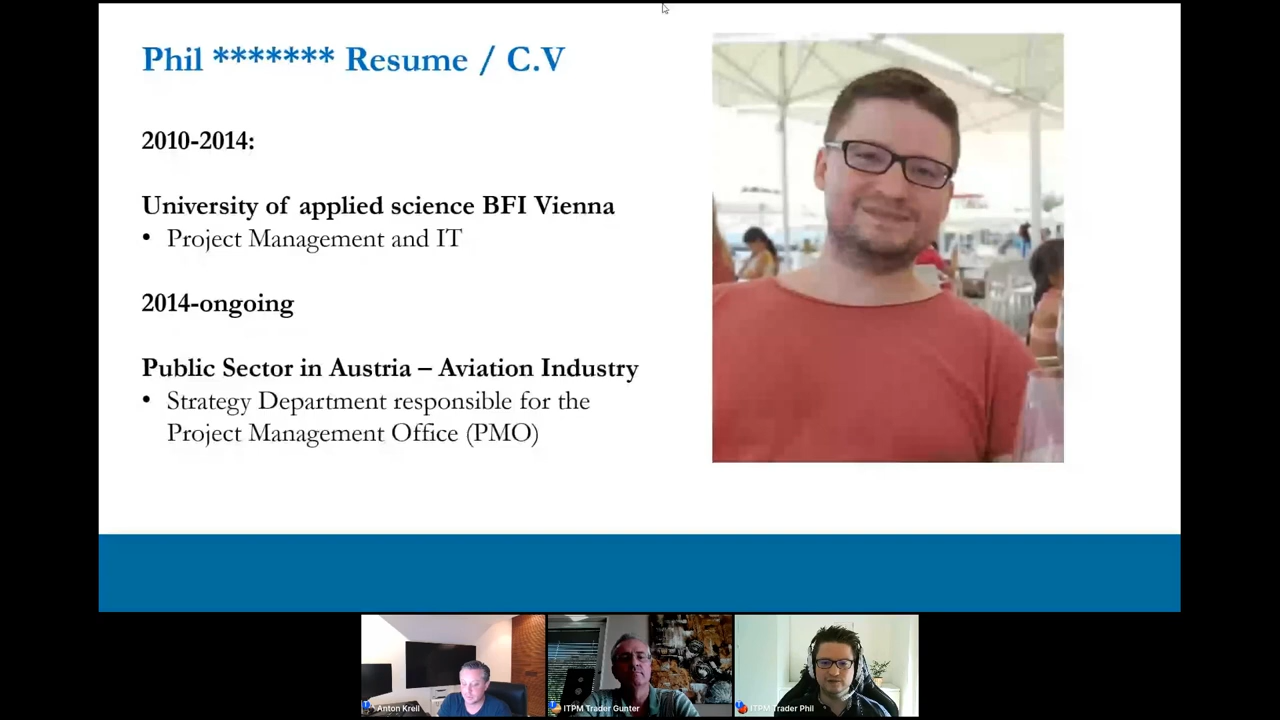 Phil ******* Resume / C.V
2010-2014:
University of applied science BFI Vienna
• Project Management and IT
2014-ongoing
Public Sector in Austria – Aviation Industry
• Strategy Department responsible for the
Project Management Office (PMO)
Anton Kreil
ITPM Trader Gunter
ITPM Trader Phil